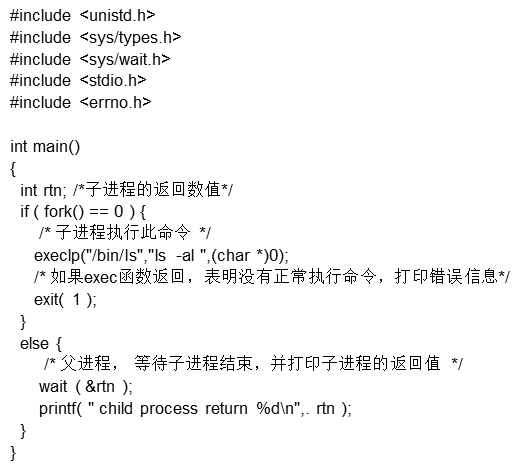 #include <unistd.h>
#include <sys/types.h>
#include <sys/wait.h>
#include <stdio.h>
#include <errno.h>
int main()
{
int rtn; /*子进程的返回数值*/
if ( fork() == 0 ) {
/* 子进程执行此命令 */
execlp("/bin/ls","ls -al ",(char *)0);
/* 如果exec函数返回，表明没有正常执行命令，打印错误信息*/
exit( 1 );
}
else {
/* 父进程， 等待子进程结束，并打印子进程的返回值 */
wait ( &rtn );
printf( " child process return %d\n",. rtn );
}
}